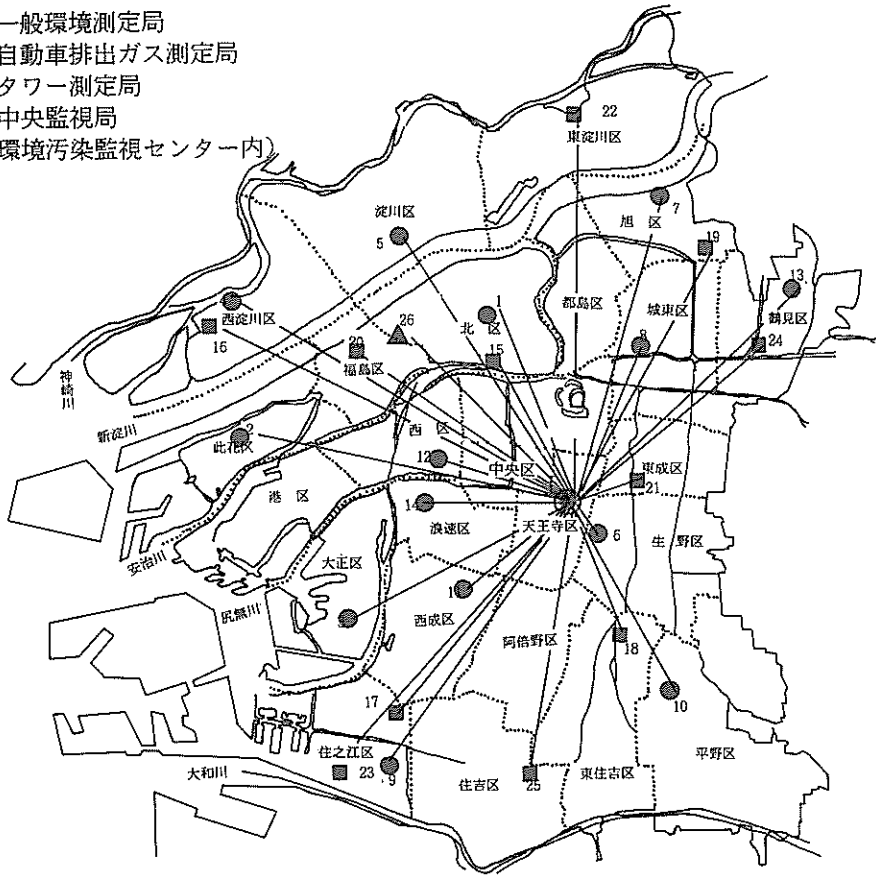 一般環境測定局
自動車排出ガス測定局
タワー測定局
中央監視局
環境汚染監視センター内）
22
東淀川区
淀川区
5
旭 区
7
19
13
1
都島区
城東区
鶴見区
西淀川区
16
26
北 区
20
15
8
24
福島区
神崎川
新淀川
2
此花区
西 区
12
中央区
東成区
21
港 区
14
浪速区
天王寺区
6
生 野 区
安治川
大正区
尻無川
1
西成区
阿倍野区
18
17
10
住之江区
平野区
大和川
23
9
住吉区
25
東住吉区